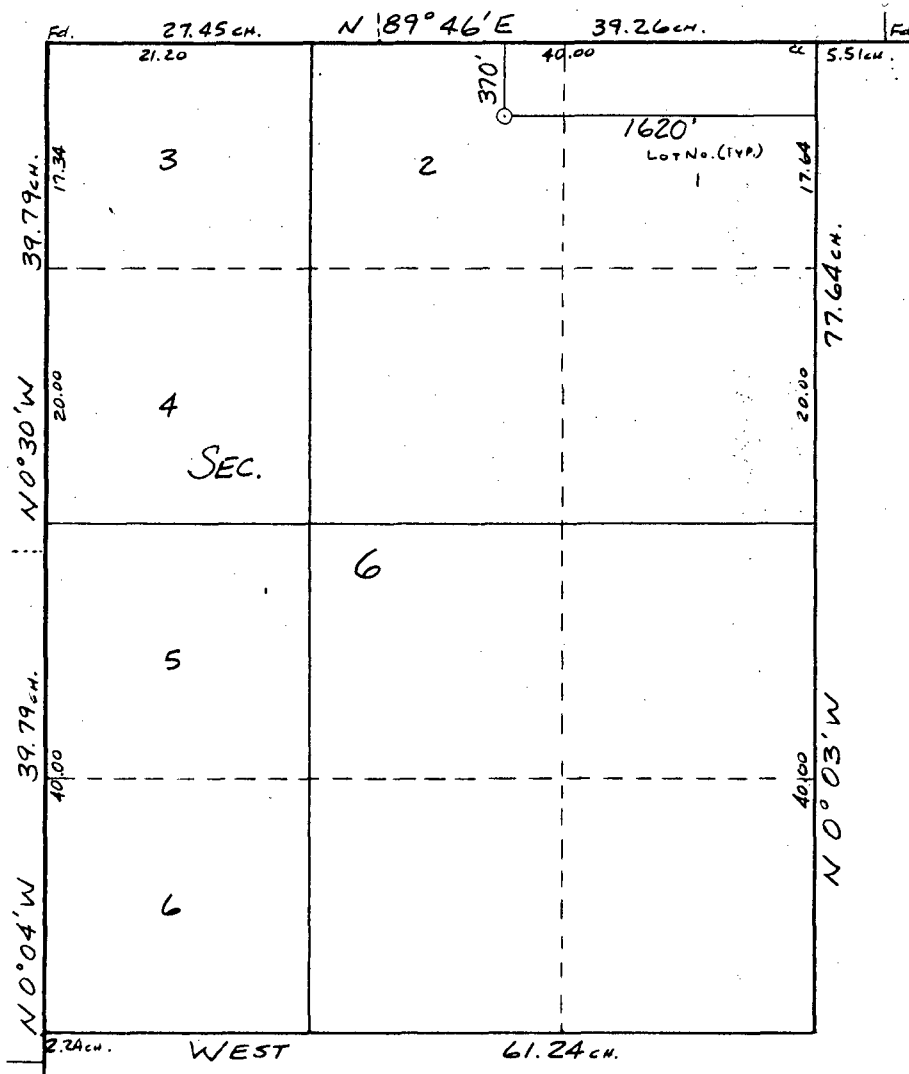 Fd. 27.45 CH. N 89° 46' E 39.26 CH. Fd
21.20 40.00 CC 5.51 CH.
370'
1620'
LOT No. (TYP.)
3 2 1
17.34 17.64
39.79 CH.
77.64 CH.
N 0° 30' W
20.00 20.00
4
SEC.
6
5
39.79 CH.
40.00 40.00
N 0° 03' W
6
N 0° 04' W
2.24 CH. WEST 61.24 CH.